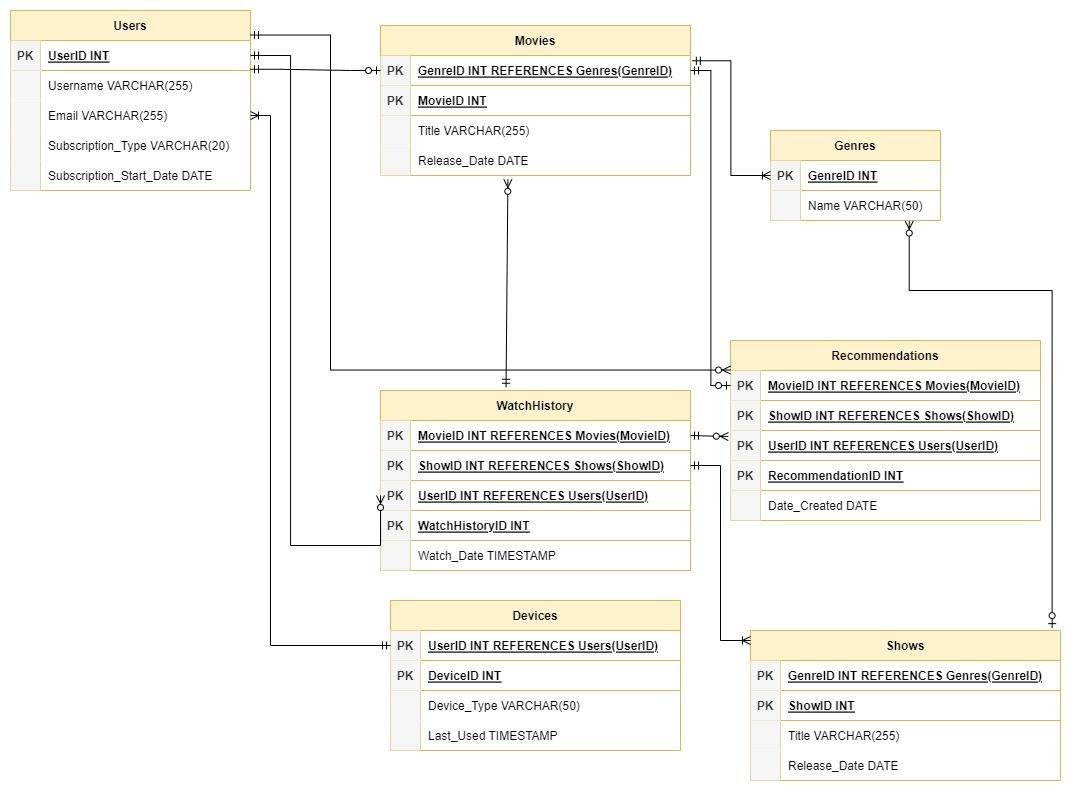 Users
PK UserID INT
Username VARCHAR(255)
Email VARCHAR(255)
Subscription_Type VARCHAR(20)
Subscription_Start_Date DATE
Movies
PK GenreID INT REFERENCES Genres(GenreID)
PK MovieID INT
Title VARCHAR(255)
Release_Date DATE
Genres
PK GenreID INT
Name VARCHAR(50)
Recommendations
PK MovieID INT REFERENCES Movies(MovieID)
PK ShowID INT REFERENCES Shows(ShowID)
PK UserID INT REFERENCES Users(UserID)
PK RecommendationID INT
Date_Created DATE
WatchHistory
PK MovieID INT REFERENCES Movies(MovieID)
PK ShowID INT REFERENCES Shows(ShowID)
PK UserID INT REFERENCES Users(UserID)
PK WatchHistoryID INT
Watch_Date TIMESTAMP
Devices
PK UserID INT REFERENCES Users(UserID)
PK DeviceID INT
Device_Type VARCHAR(50)
Last_Used TIMESTAMP
Shows
PK GenreID INT REFERENCES Genres(GenreID)
PK ShowID INT
Title VARCHAR(255)
Release_Date DATE